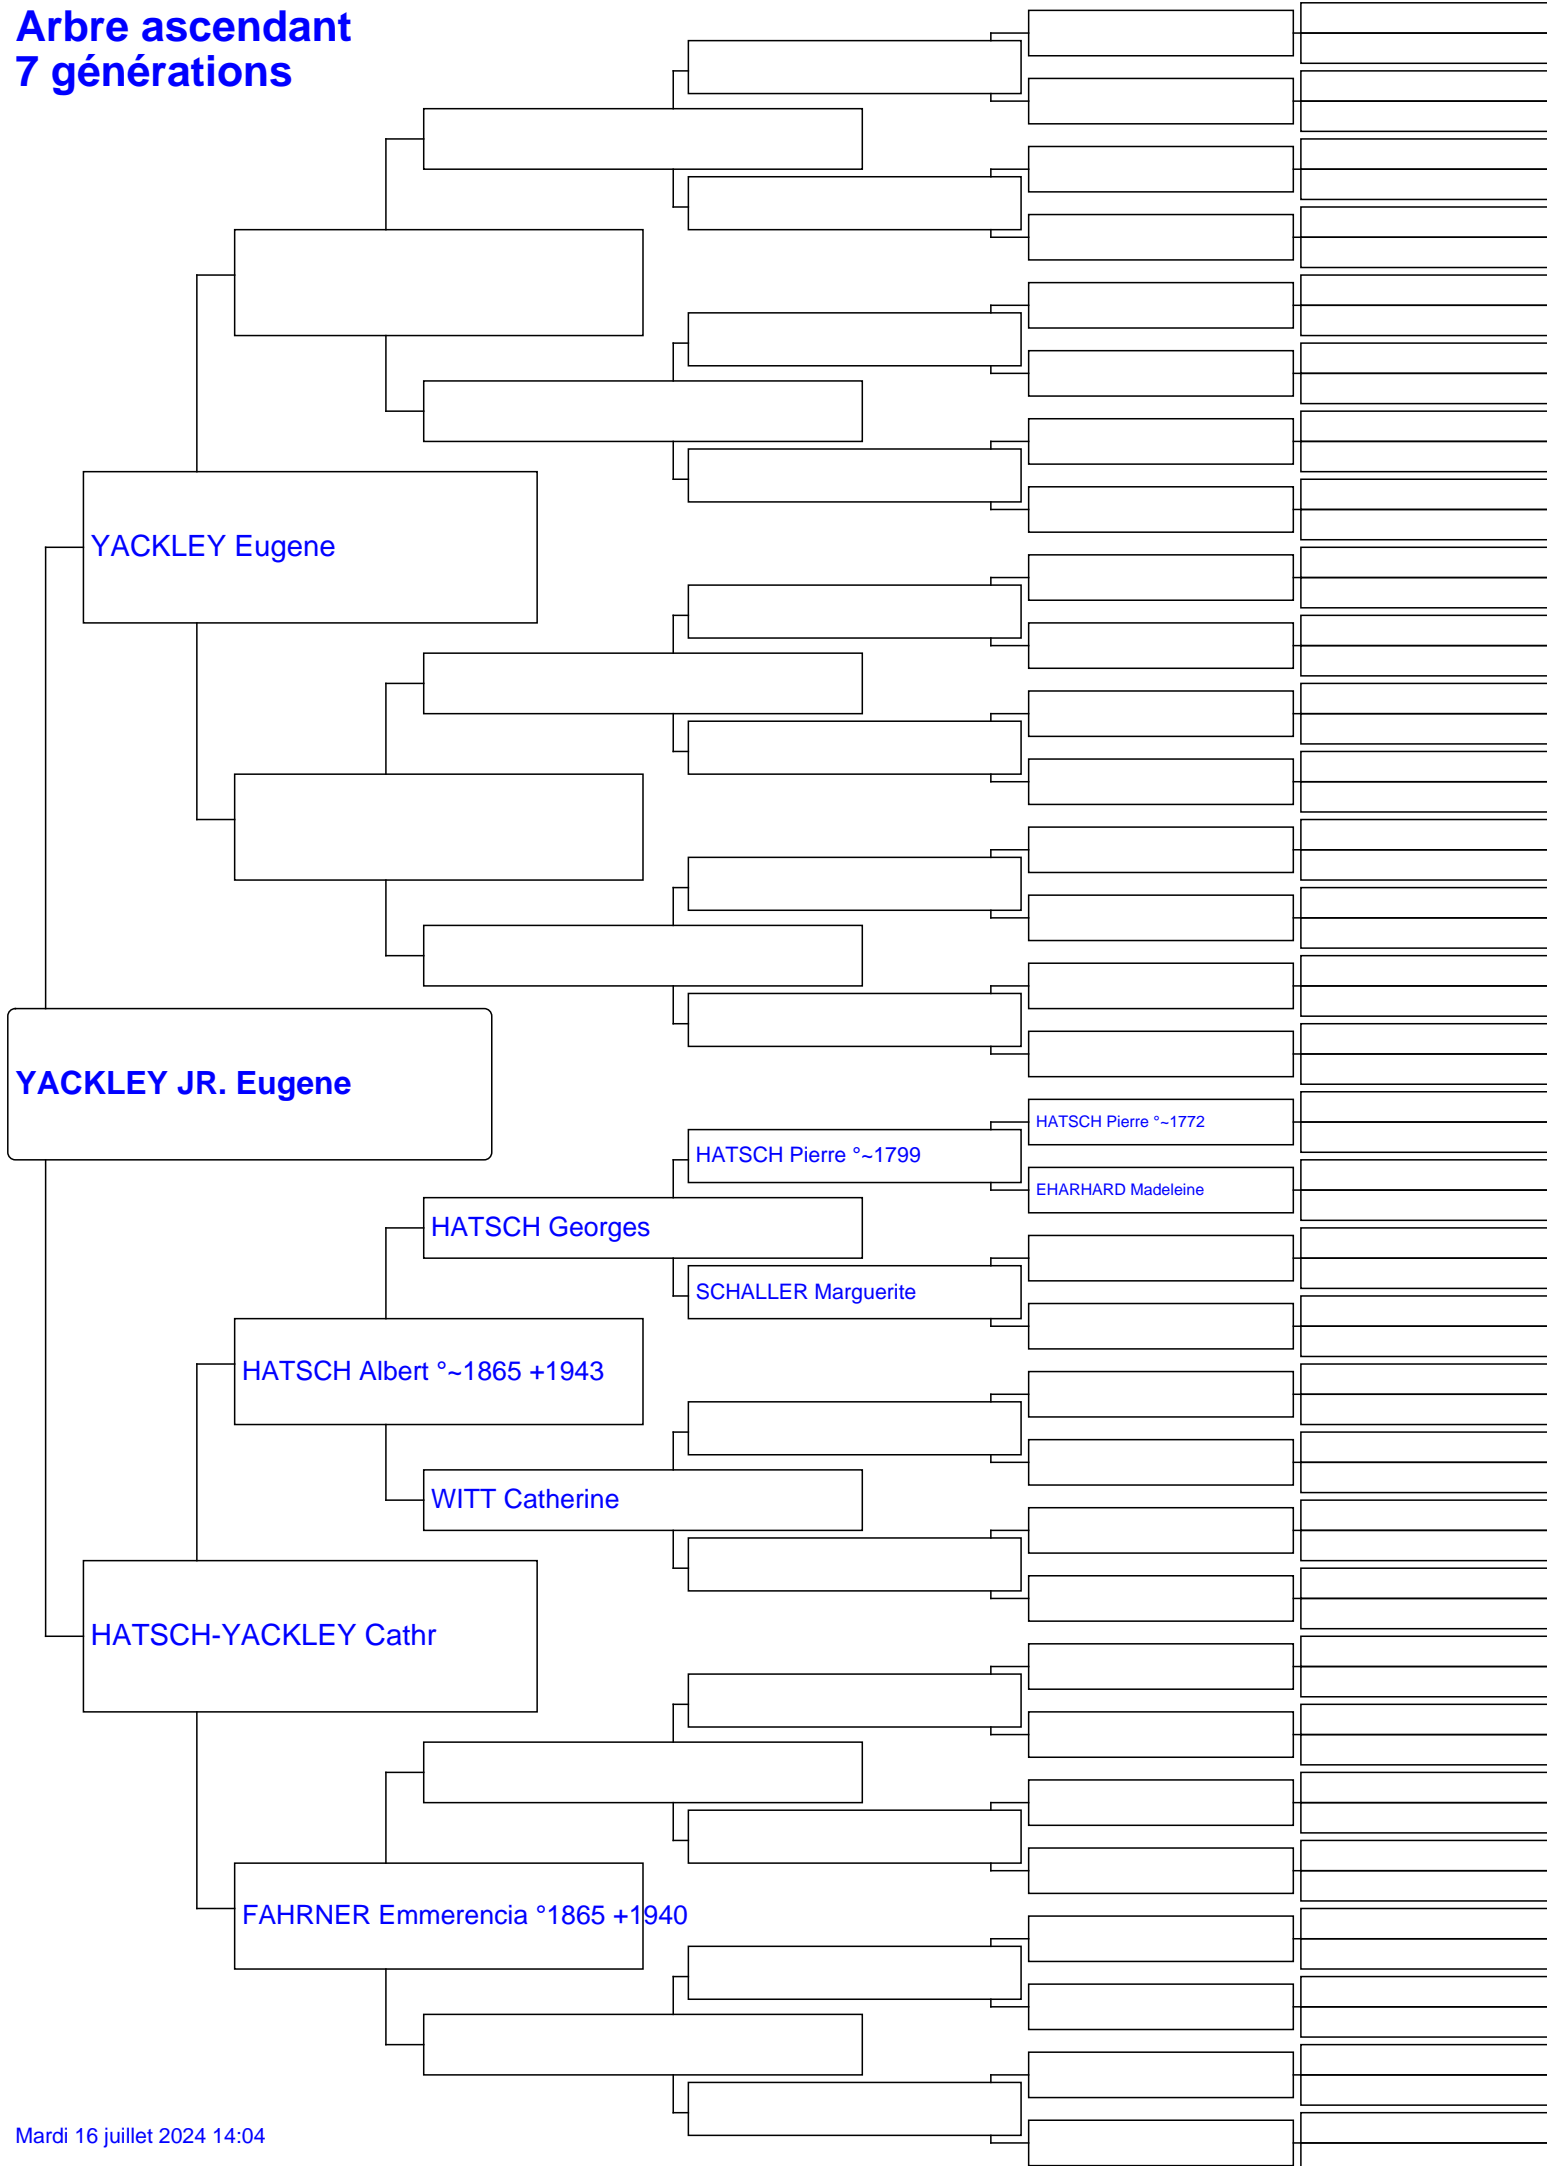 Arbre ascendant
7 générations
YACKLEY Eugene
YACKLEY JR. Eugene
HATSCH Pierre °~1772
HATSCH Pierre °~1799
EHARHARD Madeleine
HATSCH Georges
SCHALLER Marguerite
HATSCH Albert °~1865 +1943
WITT Catherine
HATSCH-YACKLEY Cathr
FAHRNER Emmerencia °1865 +1940
Mardi 16 juillet 2024 14:04